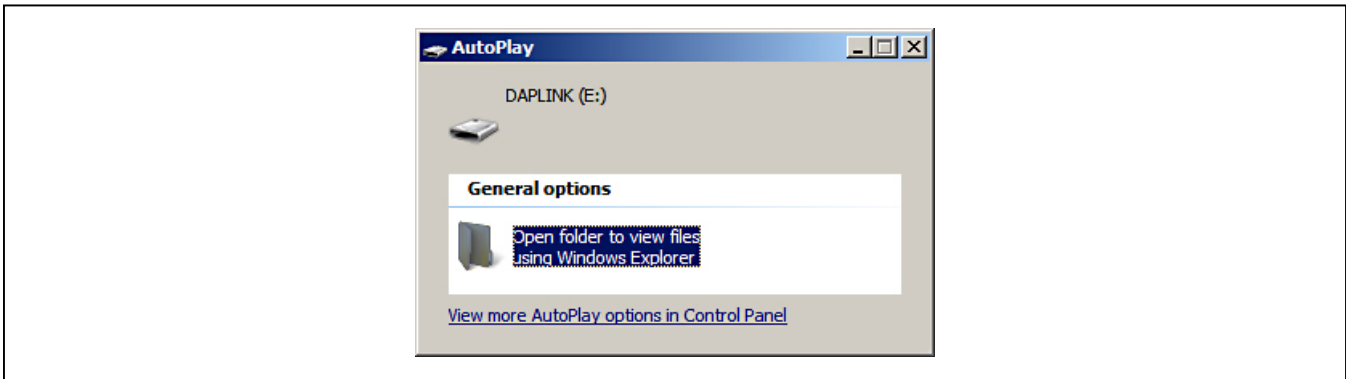 AutoPlay
DAPLINK (E:)
General options
Open folder to view files
using Windows Explorer
View more AutoPlay options in Control Panel